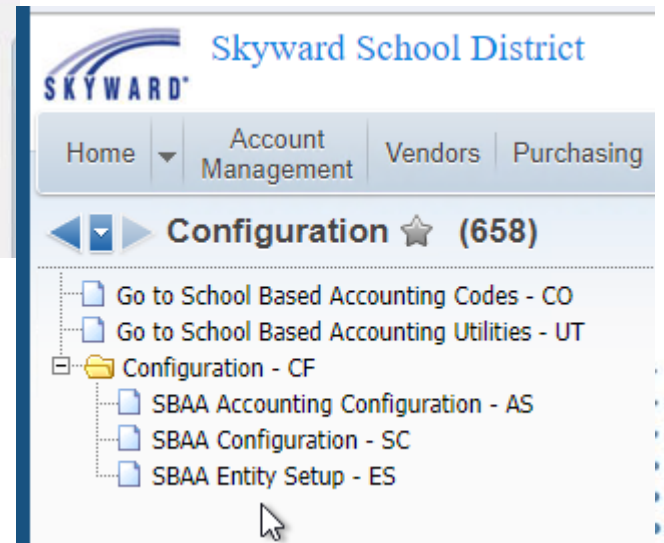 Skyward School District
SKYWARD®
Home
Account
Management
Vendors
Purchasing
Configuration (658)
Go to School Based Accounting Codes - CO
Go to School Based Accounting Utilities - UT
Configuration - CF
SBAA Accounting Configuration - AS
SBAA Configuration - SC
SBAA Entity Setup - ES